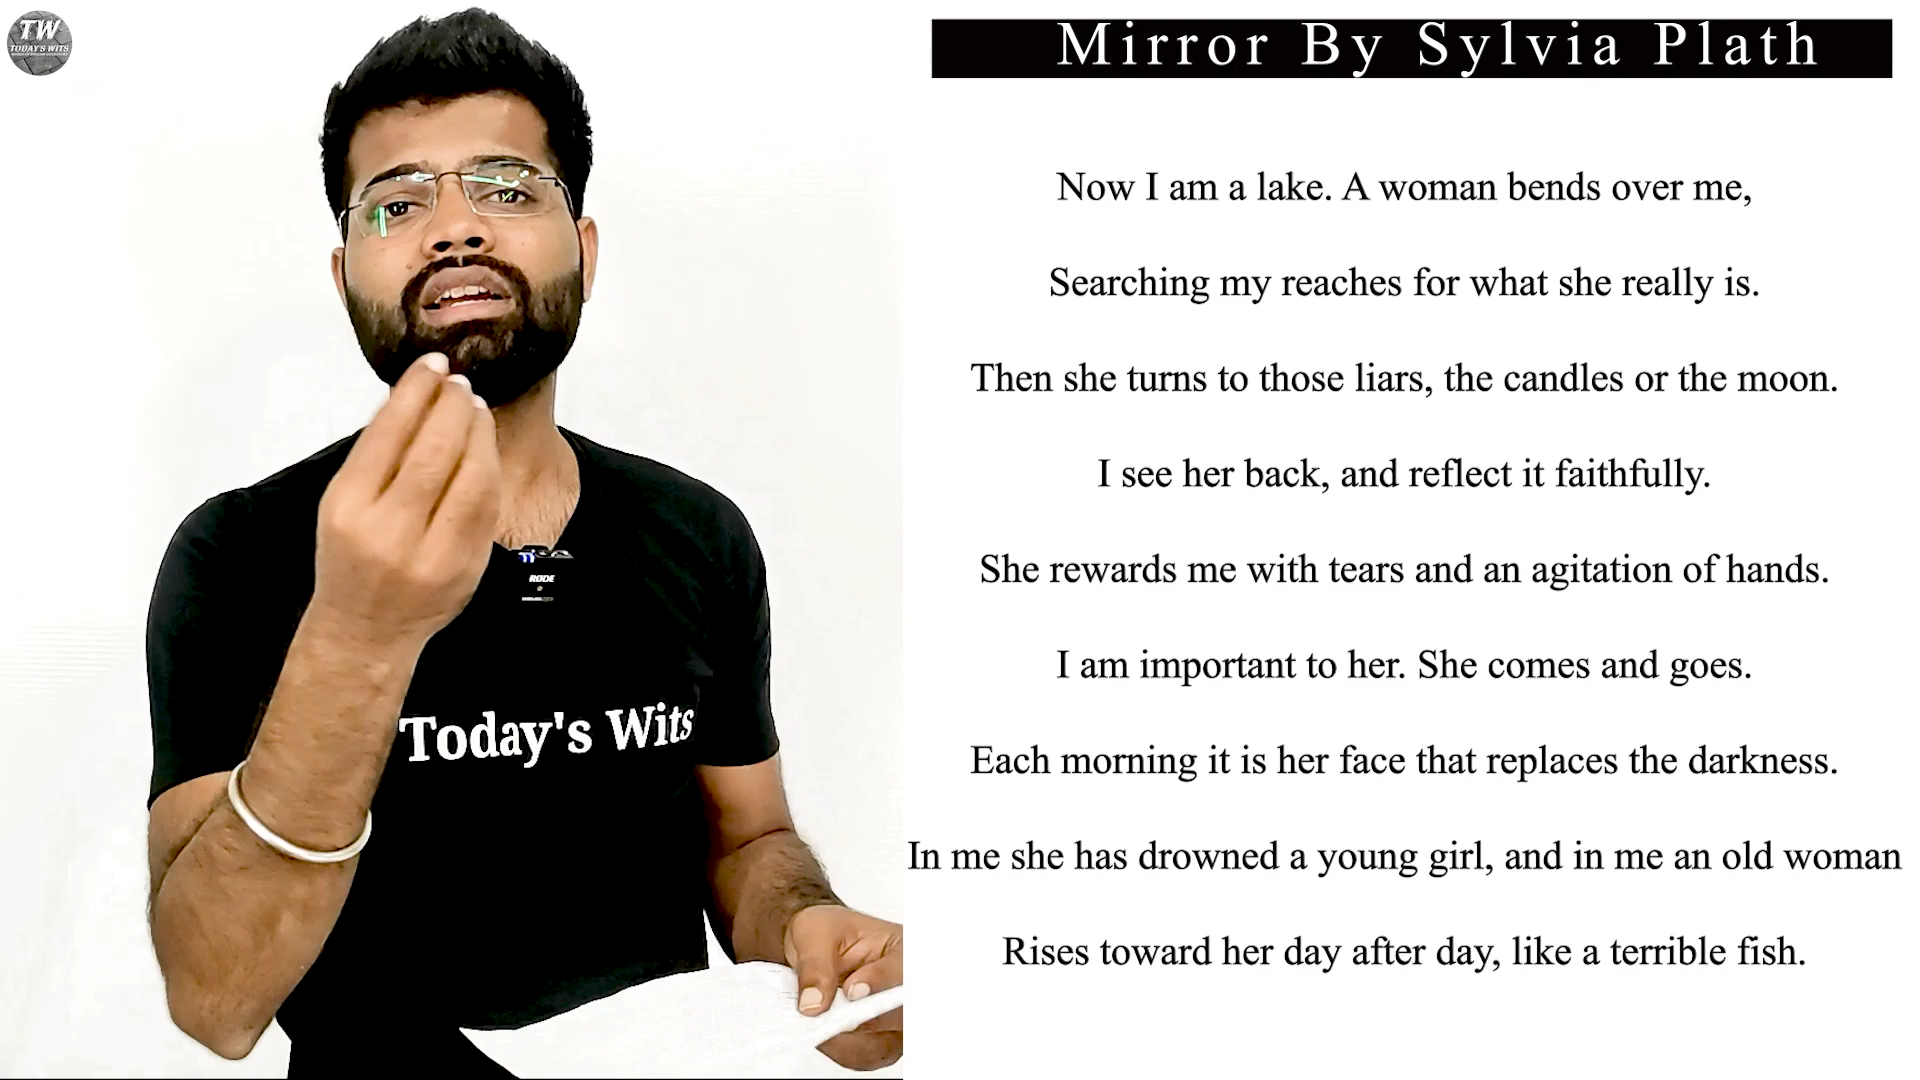 TW
TODAY'S WITS
Mirror By Sylvia Plath
Now I am a lake. A woman bends over me,
Searching my reaches for what she really is.
Then she turns to those liars, the candles or the moon.
I see her back, and reflect it faithfully.
She rewards me with tears and an agitation of hands.
I am important to her. She comes and goes.
Each morning it is her face that replaces the darkness.
In me she has drowned a young girl, and in me an old woman
Rises toward her day after day, like a terrible fish.
RODE
Today's Wits